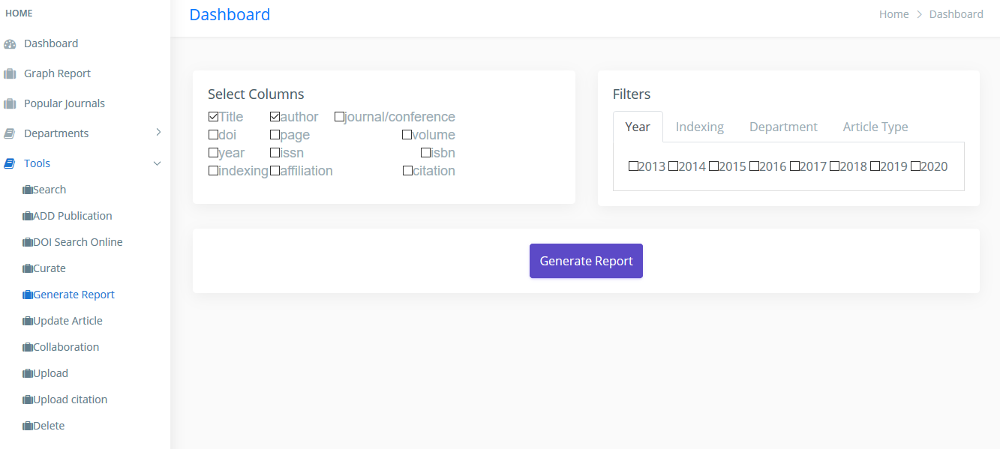 HOME
Dashboard
Graph Report
Popular Journals
Departments
Tools
Search
ADD Publication
DOI Search Online
Curate
Generate Report
Update Article
Collaboration
Upload
Upload citation
Delete
Dashboard
Home > Dashboard
Select Columns
Title author journal/conference
doi page volume
year issn isbn
indexing affiliation citation
Filters
Year Indexing Department Article Type
2013 2014 2015 2016 2017 2018 2019 2020
Generate Report